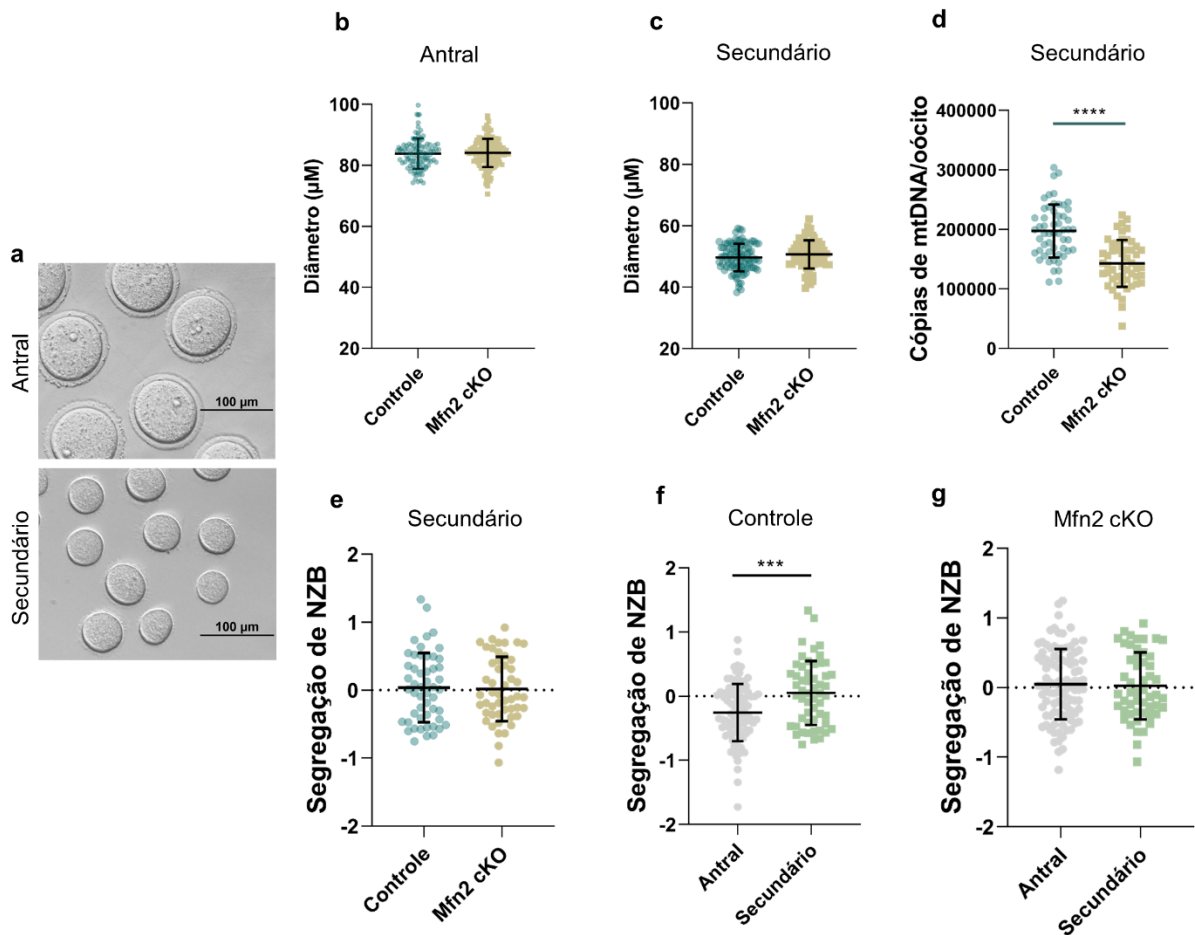 a
Antral
100 µm
Secundário
100 µm
b
Antral
Diâmetro (µM)
100
80
60
40
20
Controle
Mfn2 cKO
c
Secundário
Diâmetro (µM)
100
80
60
40
20
Controle
Mfn2 cKO
d
Secundário
Cópias de mtDNA/oócito
400000
300000
200000
100000
0
****
Controle
Mfn2 cKO
e
Secundário
Segregação de NZB
2
1
0
-1
-2
Controle
Mfn2 cKO
f
Controle
Segregação de NZB
2
1
0
-1
-2
***
Antral
Secundário
g
Mfn2 cKO
Segregação de NZB
2
1
0
-1
-2
Antral
Secundário